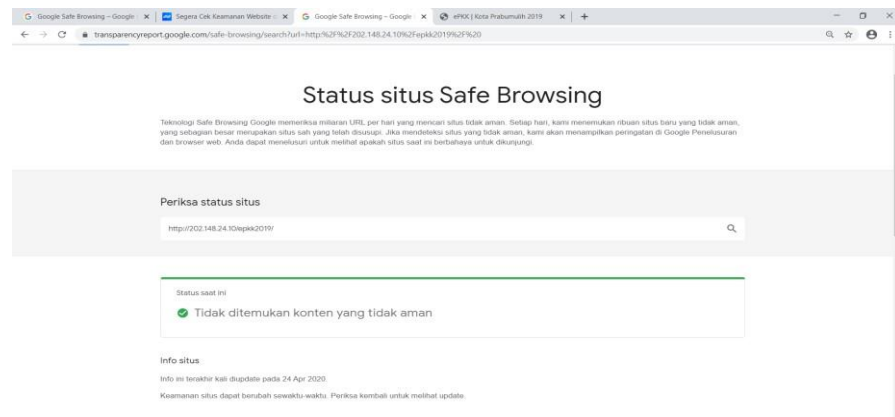 Google Safe Browsing – Google
Segera Cek Keamanan Website
Google Safe Browsing – Google
ePKK | Kota Prabumulih 2019
transparencyreport.google.com/safe-browsing/search?url=http:%2F%2F202.148.24.10%2Fepkk2019%2F%20
Status situs Safe Browsing
Teknologi Safe Browsing Google memeriksa miliaran URL per hari yang mencari situs tidak aman. Setiap hari, kami menemukan ribuan situs baru yang tidak aman,
yang sebagian besar merupakan situs sah yang telah disusupi. Jika mendeteksi situs yang tidak aman, kami akan menampilkan peringatan di Google Penelusuran
dan browser web. Anda dapat menelusuri untuk melihat apakah situs saat ini berbahaya untuk dikunjungi.
Periksa status situs
http://202.148.24.10/epkk2019/
Status saat ini
Tidak ditemukan konten yang tidak aman
Info situs
Info ini terakhir kali diupdate pada 24 Apr 2020.
Keamanan situs dapat berubah sewaktu-waktu. Periksa kembali untuk melihat update.